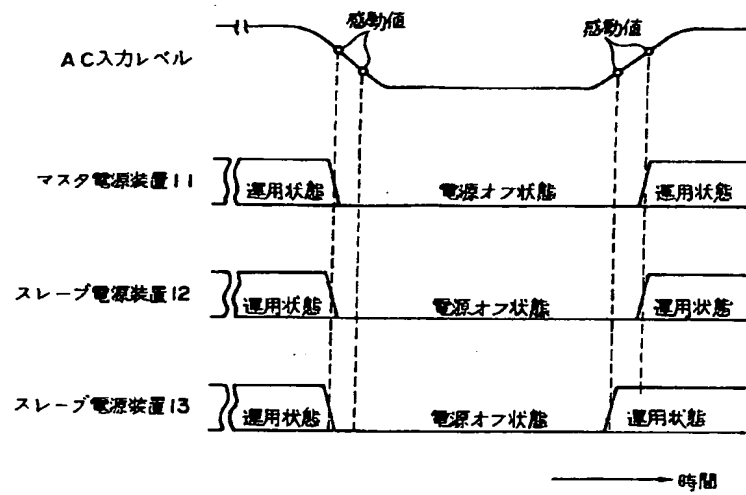 感動値 感動値
AC入力レベル
マスタ電源装置11 運用状態 電源オフ状態 運用状態
スレーブ電源装置12 運用状態 電源オフ状態 運用状態
スレーブ電源装置13 運用状態 電源オフ状態 運用状態
時間